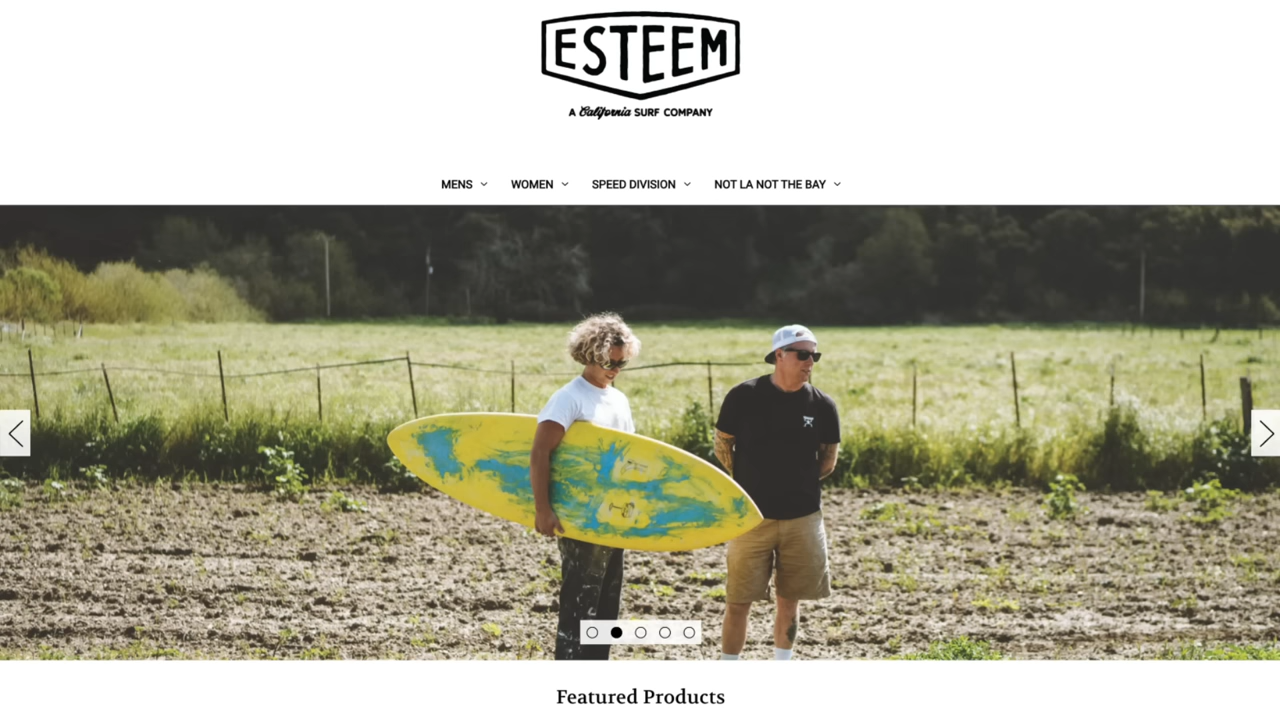 ESTEEM
A California SURF COMPANY
MENS WOMEN SPEED DIVISION NOT LA NOT THE BAY
Featured Products